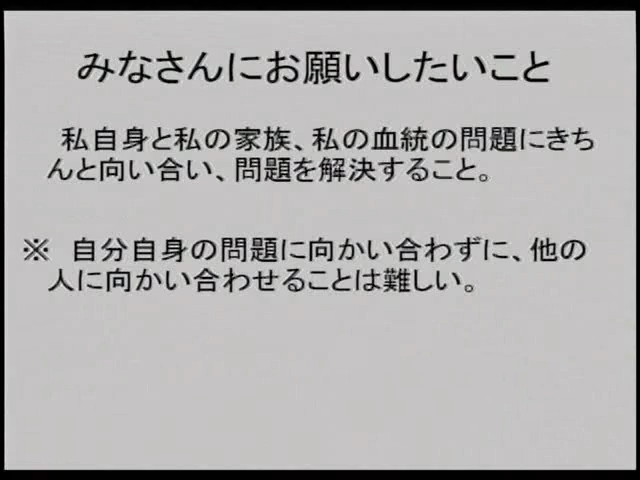 みなさんにお願いしたいこと
私自身と私の家族、私の血統の問題にきち
んと向い合い、問題を解決すること。
※ 自分自身の問題に向かい合わずに、他の
人に向かい合わせることは難しい。